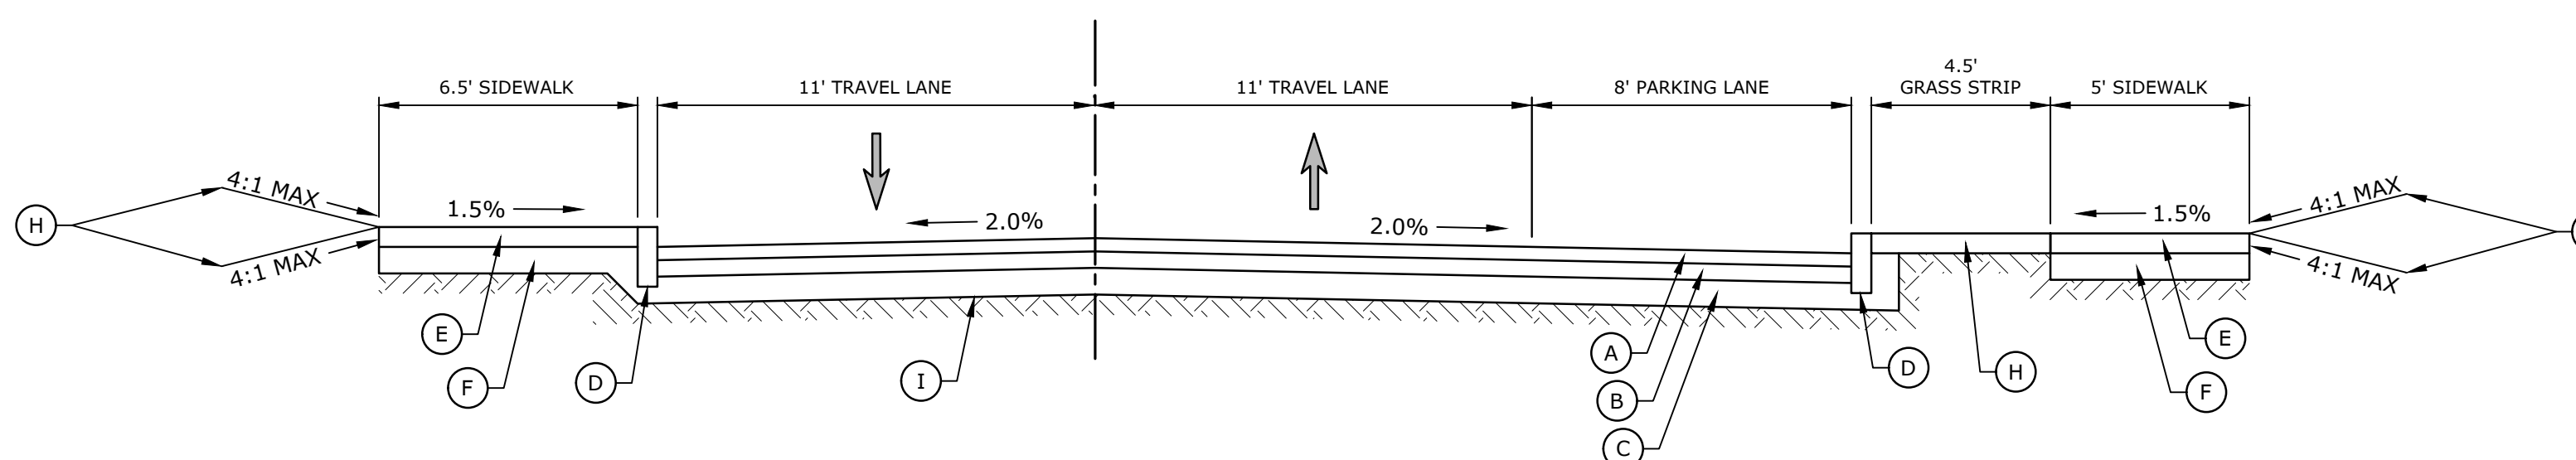 4.5'
6.5' SIDEWALK 11' TRAVEL LANE 11' TRAVEL LANE 8' PARKING LANE GRASS STRIP 5' SIDEWALK
4:1 MAX 4:1 MAX
1.5% 2.0% 2.0% 1.5%
H
4:1 MAX 4:1 MAX
E A E
F D I D H F
B
C